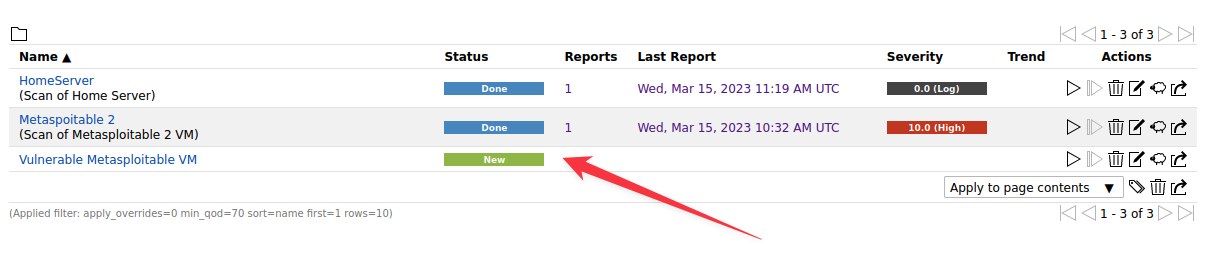 1 - 3 of 3
Name ▲ Status Reports Last Report Severity Trend Actions
HomeServer
(Scan of Home Server) Done 1 Wed, Mar 15, 2023 11:19 AM UTC 0.0 (Log)
Metaspoitable 2
(Scan of Metasploitable 2 VM) Done 1 Wed, Mar 15, 2023 10:32 AM UTC 10.0 (High)
Vulnerable Metasploitable VM New
Apply to page contents ▼
(Applied filter: apply_overrides=0 min_qod=70 sort=name first=1 rows=10) 1 - 3 of 3